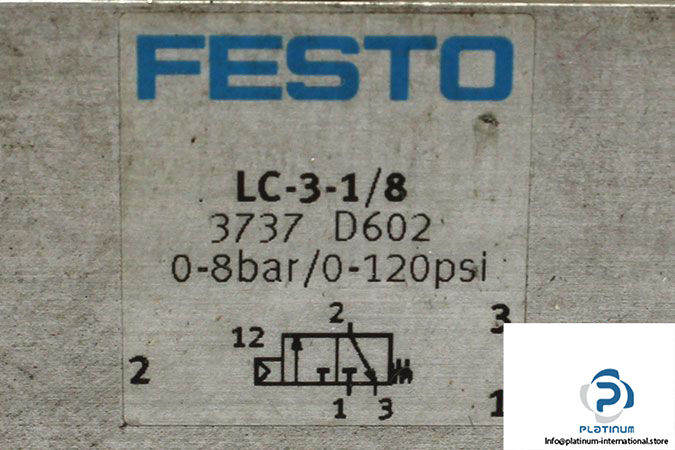 FESTO
LC-3-1/8
3737 D602
0-8bar/0-120psi
2
12
3
2
1
3
1
PLATINUM
Info@platinum-international.store